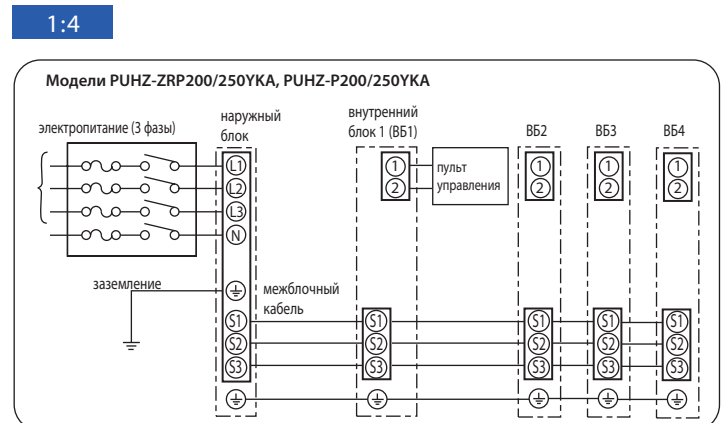 1:4
Модели PUHZ-ZRP200/250YKA, PUHZ-P200/250YKA
электропитание (3 фазы)
наружный
блок
внутренний
блок 1 (ВБ1)
ВБ2
ВБ3
ВБ4
L1
L2
L3
N
1
2
пульт
управления
1
2
1
2
1
2
заземление
межблочный
кабель
S1
S2
S3
S1
S2
S3
S1
S2
S3
S1
S2
S3
S1
S2
S3